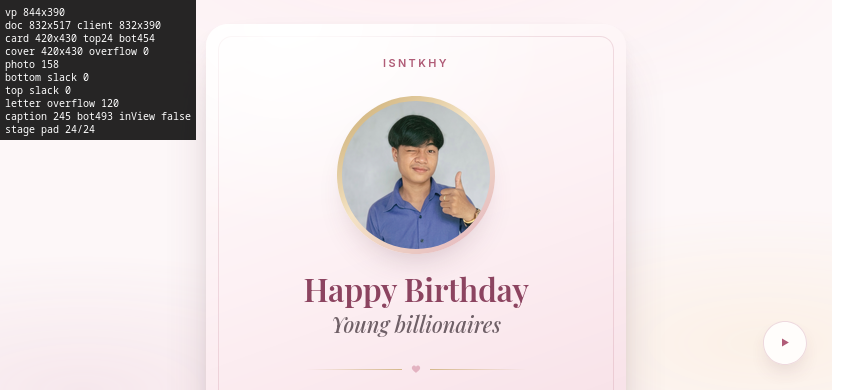 vp 844x390
doc 832x517 client 832x390
card 420x430 top24 bot454
cover 420x430 overflow 0
photo 158
bottom slack 0
top slack 0
letter overflow 120
caption 245 bot493 inView false
stage pad 24/24
ISNTKHY
Happy Birthday
Young billionaires